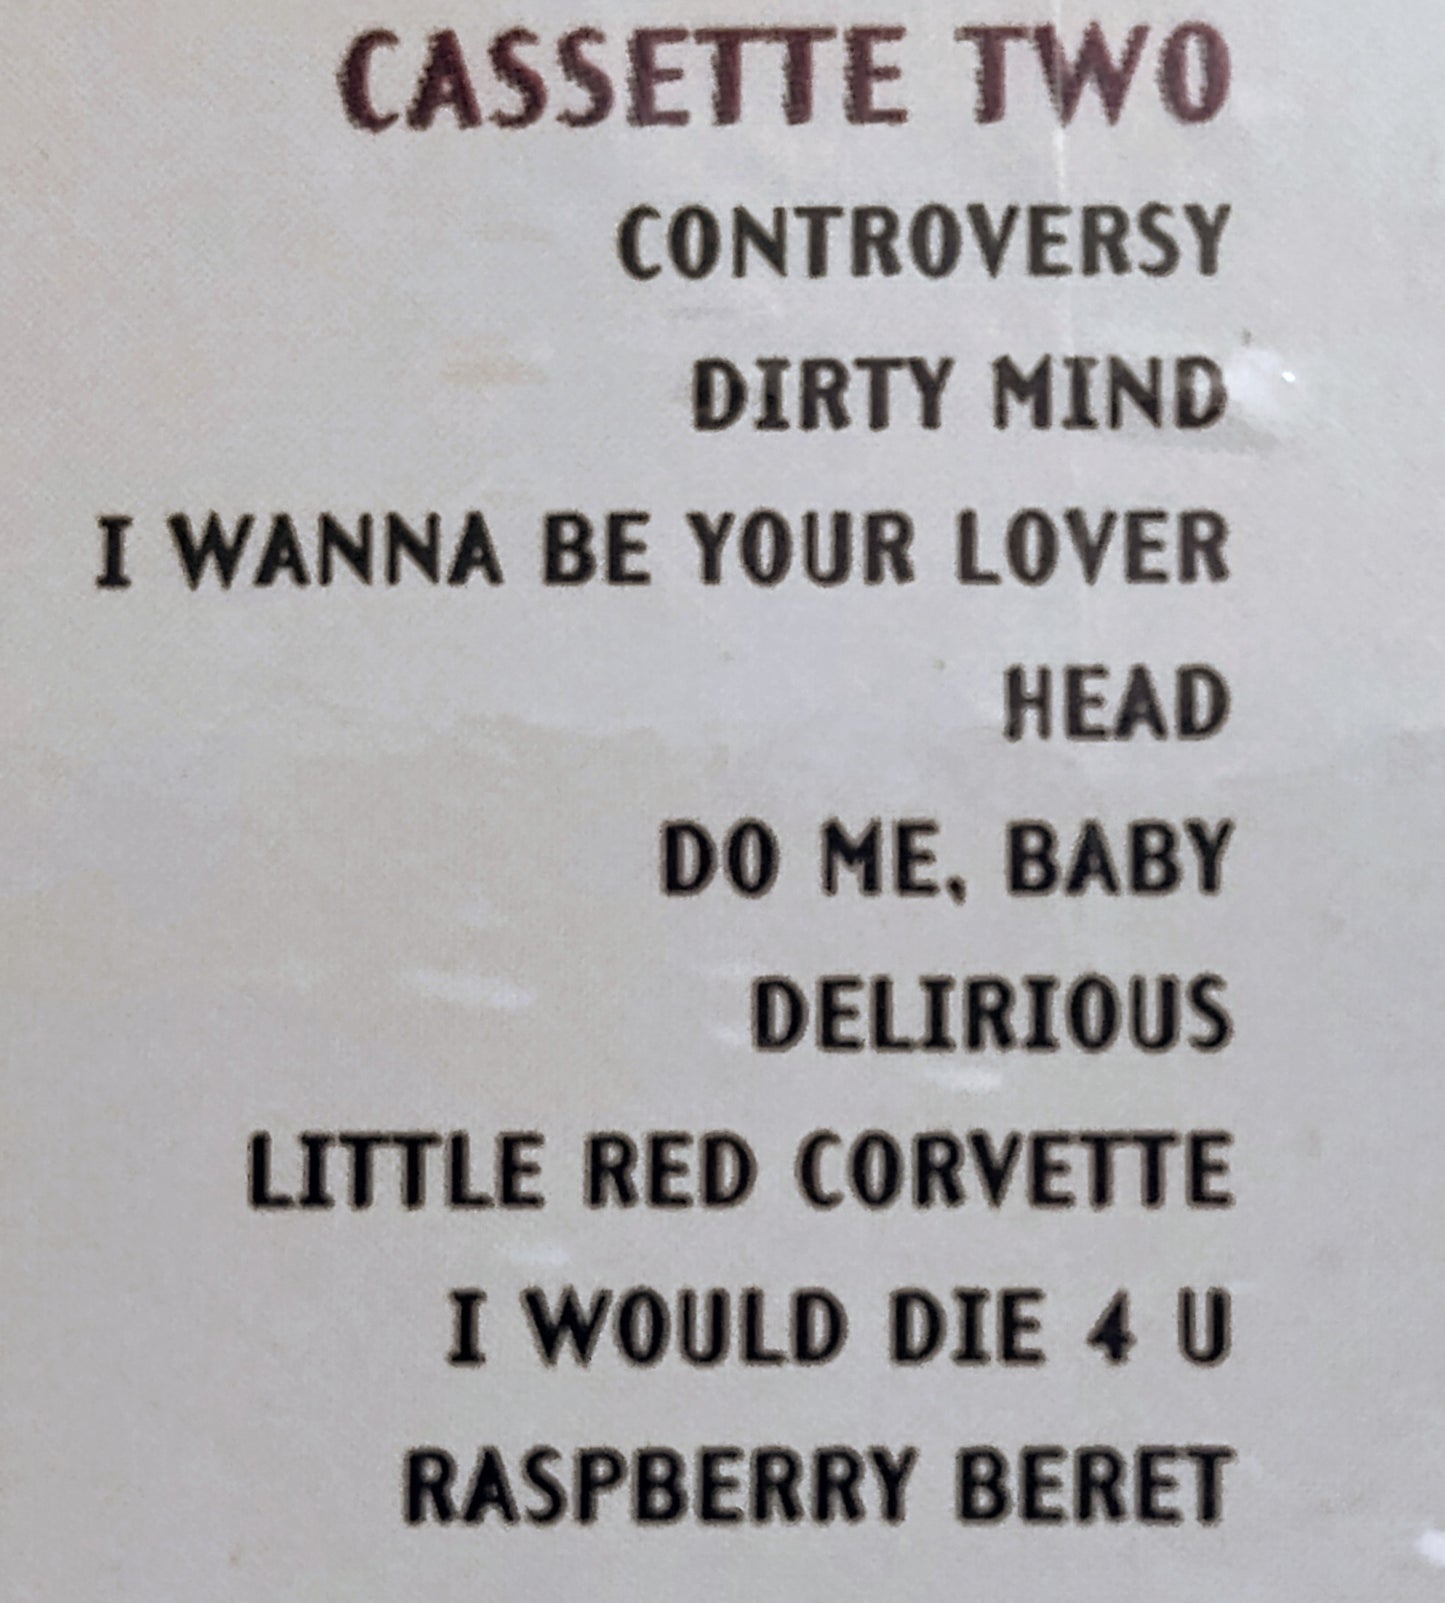 CASSETTE TWO
CONTROVERSY
DIRTY MIND
I WANNA BE YOUR LOVER
HEAD
DO ME, BABY
DELIRIOUS
LITTLE RED CORVETTE
I WOULD DIE 4 U
RASPBERRY BERET